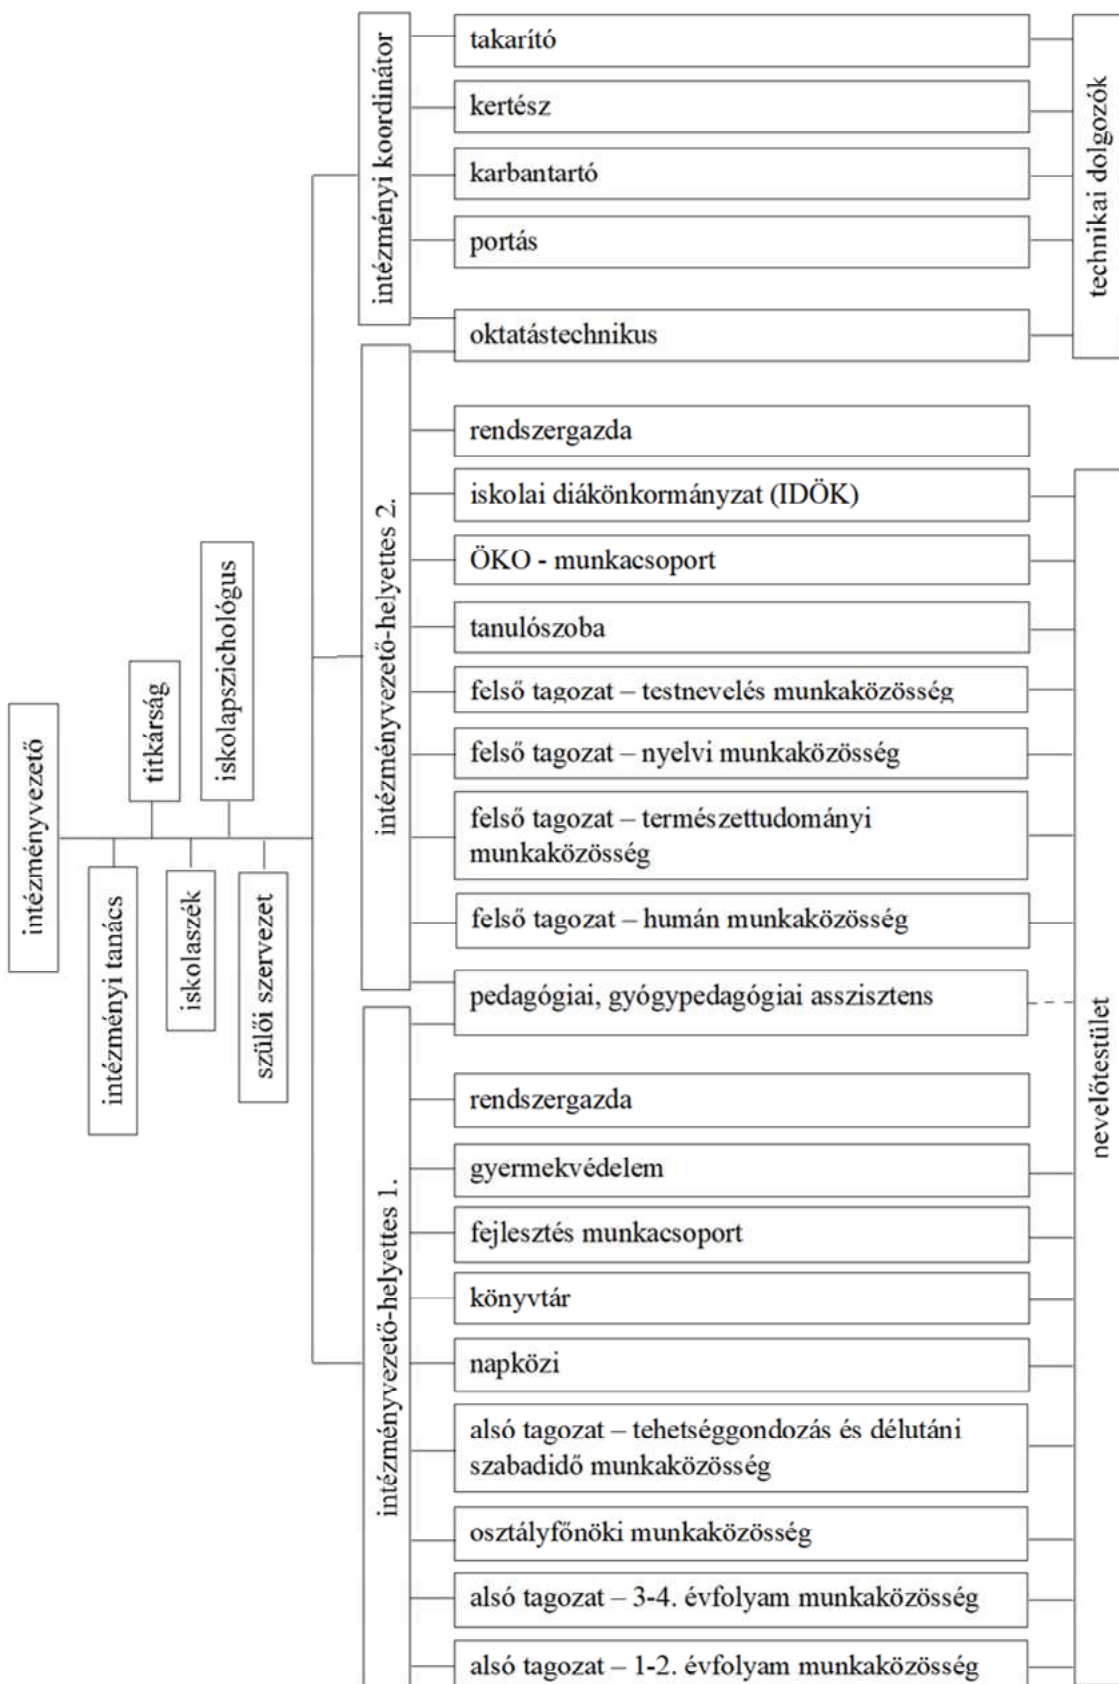 intézményvezető
titkárság
iskolapszichológus
intézményi tanács
iskolaszék
szülői szervezet
intézményi koordinátor
takarító
kertész
karbantartó
portás
oktatástechnikus
technikai dolgozók
intézményvezető-helyettes 2.
rendszergazda
iskolai diákönkormányzat (IDÖK)
ÖKO - munkacsoport
tanulószoba
felső tagozat – testnevelés munkaközösség
felső tagozat – nyelvi munkaközösség
felső tagozat – természettudományi
munkaközösség
felső tagozat – humán munkaközösség
pedagógiai, gyógypedagógiai asszisztens
intézményvezető-helyettes 1.
rendszergazda
gyermekvédelem
fejlesztés munkacsoport
könyvtár
napközi
alsó tagozat – tehetséggondozás és délutáni
szabadidő munkaközösség
osztályfőnöki munkaközösség
alsó tagozat – 3-4. évfolyam munkaközösség
alsó tagozat – 1-2. évfolyam munkaközösség
nevelőtestület